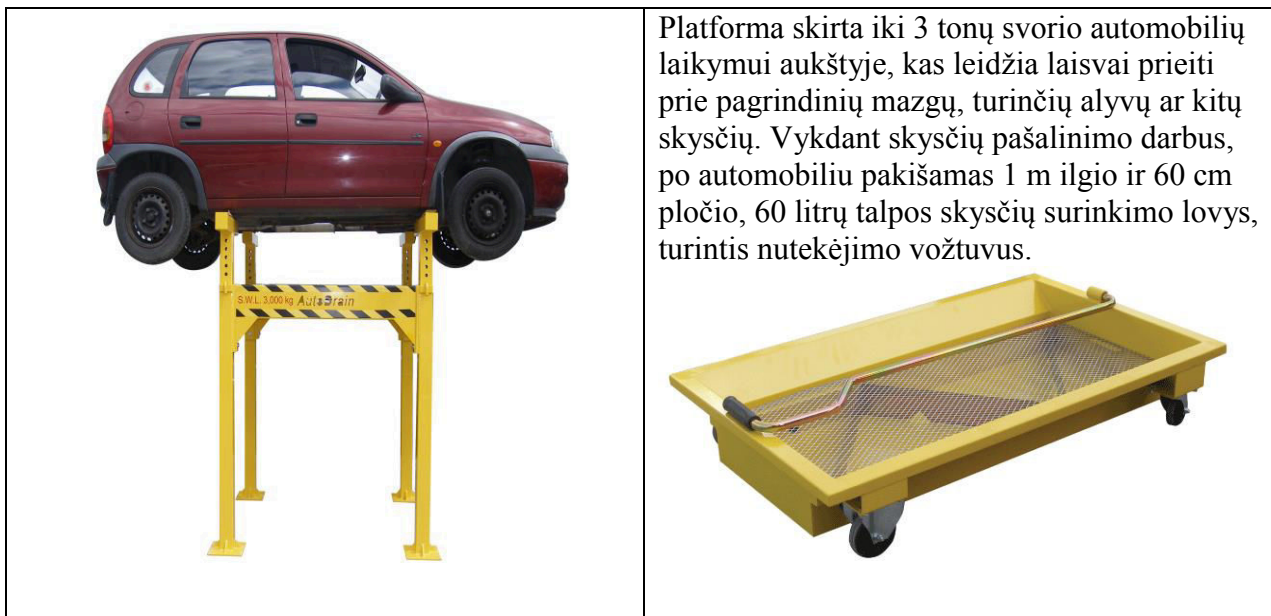 S.W.L. 3,000 kg AutoDrain
Platforma skirta iki 3 tonų svorio automobilių
laikymui aukštyje, kas leidžia laisvai prieiti
prie pagrindinių mazgų, turinčių alyvų ar kitų
skysčių. Vykdant skysčių pašalinimo darbus,
po automobiliu pakišamas 1 m ilgio ir 60 cm
pločio, 60 litrų talpos skysčių surinkimo lovys,
turintis nutekėjimo vožtuvus.